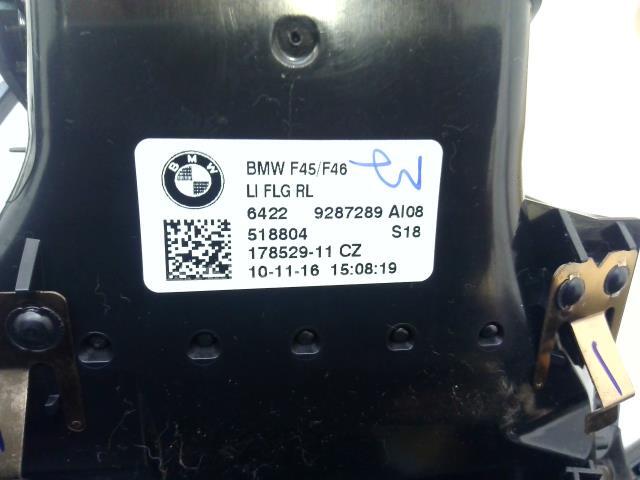 BMW
BMW F45/F46
LI FLG RL
6422 9287289 AI08
518804 S18
178529-11 CZ
10-11-16 15:08:19